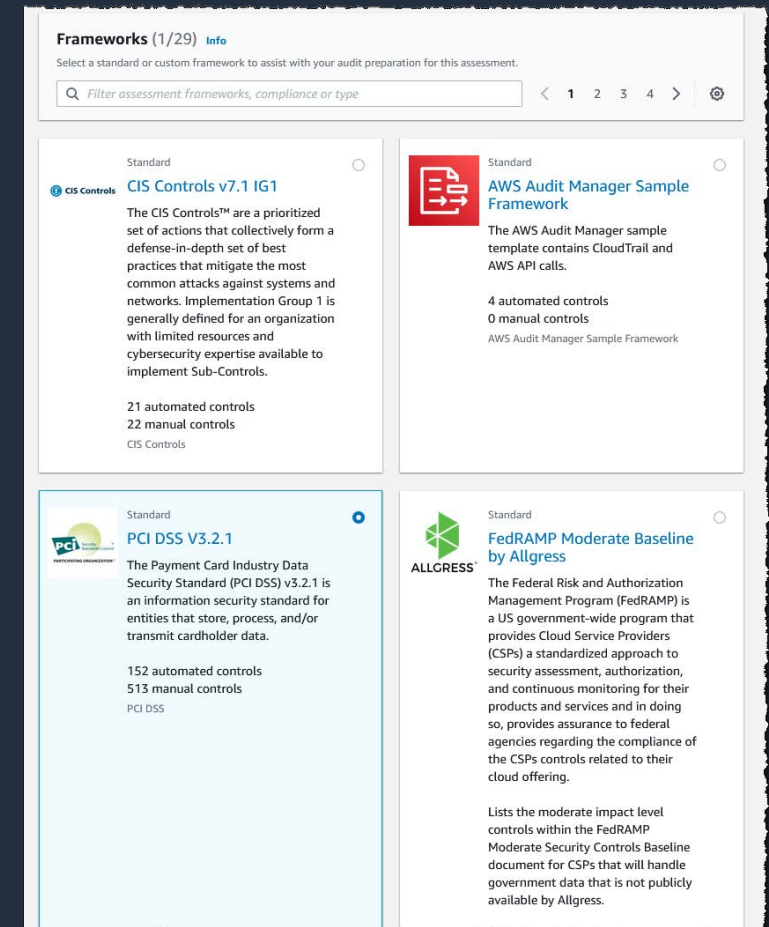 Frameworks (1/29) Info
Select a standard or custom framework to assist with your audit preparation for this assessment.
Filter assessment frameworks, compliance or type
1 2 3 4
Standard
CIS Controls
CIS Controls v7.1 IG1
The CIS Controls™ are a prioritized
set of actions that collectively form a
defense-in-depth set of best
practices that mitigate the most
common attacks against systems and
networks. Implementation Group 1 is
generally defined for an organization
with limited resources and
cybersecurity expertise available to
implement Sub-Controls.
21 automated controls
22 manual controls
CIS Controls
Standard
AWS Audit Manager Sample
Framework
The AWS Audit Manager sample
template contains CloudTrail and
AWS API calls.
4 automated controls
0 manual controls
AWS Audit Manager Sample Framework
Standard
PCI Security Standards Council
PARTICIPATING ORGANIZATION™
PCI DSS V3.2.1
The Payment Card Industry Data
Security Standard (PCI DSS) v3.2.1 is
an information security standard for
entities that store, process, and/or
transmit cardholder data.
152 automated controls
513 manual controls
PCI DSS
Standard
ALLGRESS
FedRAMP Moderate Baseline
by Allgress
The Federal Risk and Authorization
Management Program (FedRAMP) is
a US government-wide program that
provides Cloud Service Providers
(CSPs) a standardized approach to
security assessment, authorization,
and continuous monitoring for their
products and services and in doing
so, provides assurance to federal
agencies regarding the compliance of
the CSPs controls related to their
cloud offering.
Lists the moderate impact level
controls within the FedRAMP
Moderate Security Controls Baseline
document for CSPs that will handle
government data that is not publicly
available by Allgress.